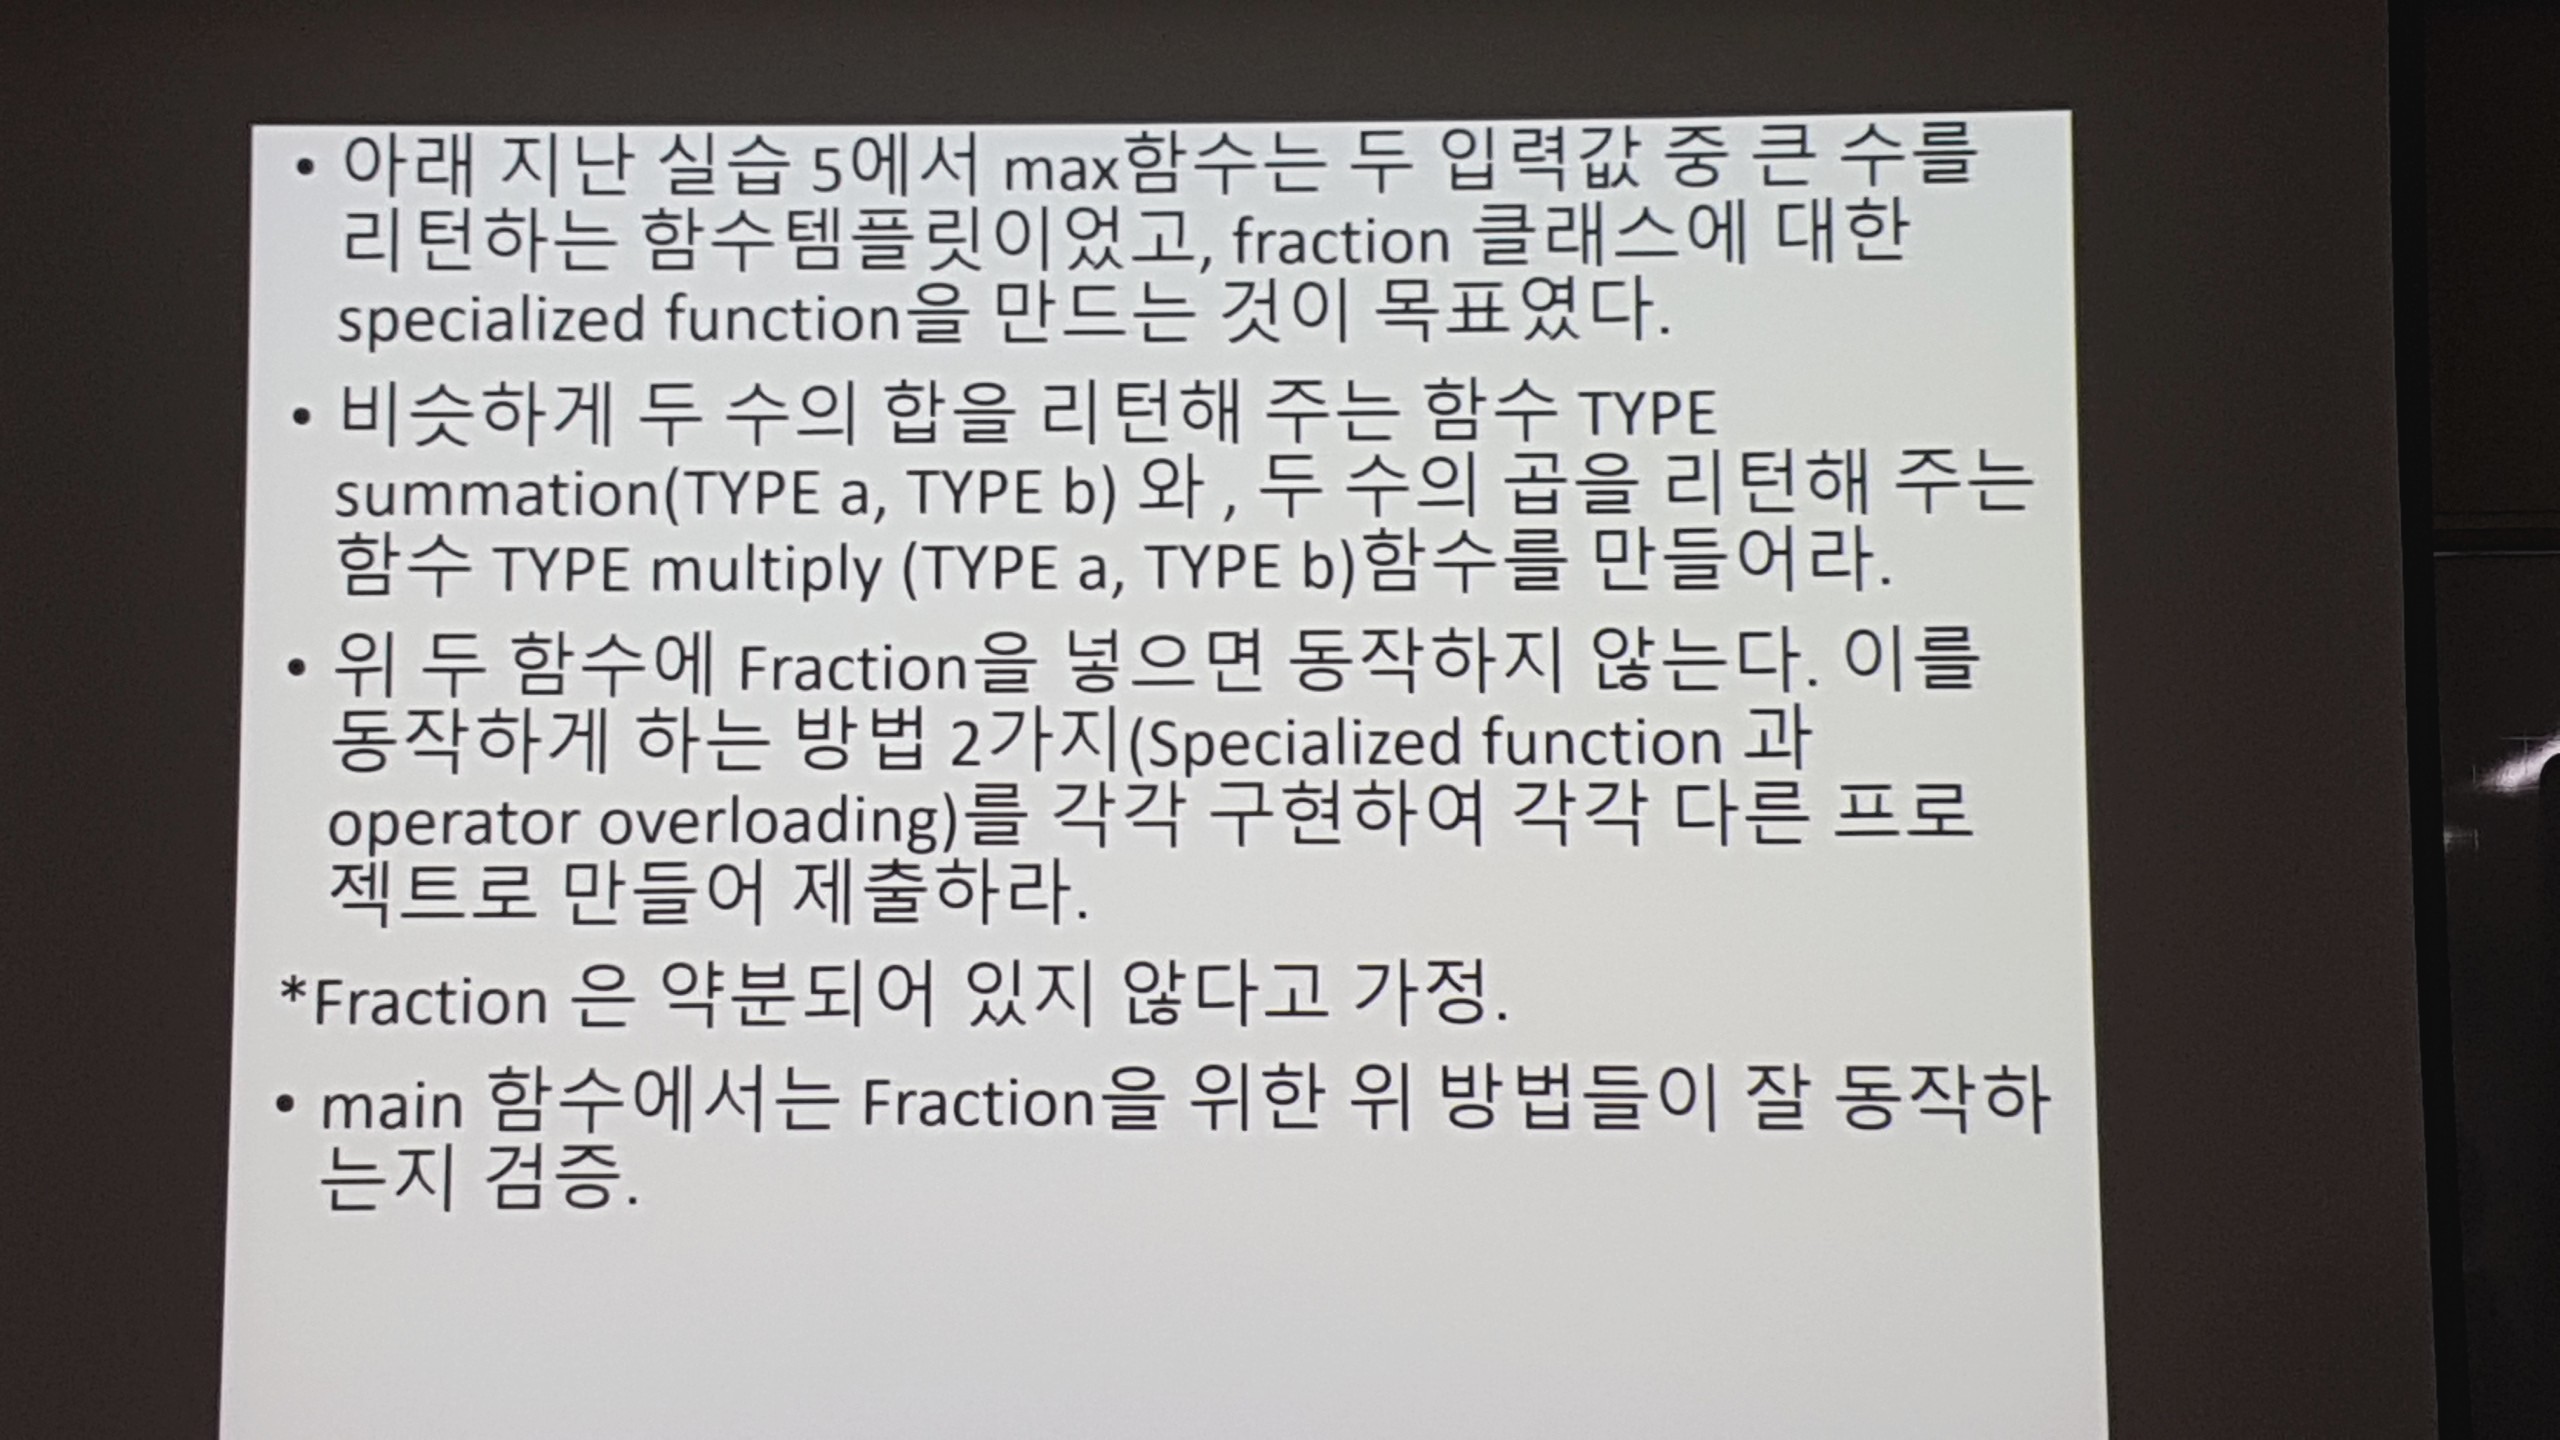 • 아래 지난 실습 5에서 max함수는 두 입력값 중 큰 수를
리턴하는 함수템플릿이었고, fraction 클래스에 대한
specialized function을 만드는 것이 목표였다.
• 비슷하게 두 수의 합을 리턴해 주는 함수 TYPE
summation(TYPE a, TYPE b) 와 , 두 수의 곱을 리턴해 주는
함수 TYPE multiply (TYPE a, TYPE b)함수를 만들어라.
• 위 두 함수에 Fraction을 넣으면 동작하지 않는다. 이를
동작하게 하는 방법 2가지(Specialized function 과
operator overloading)를 각각 구현하여 각각 다른 프로
젝트로 만들어 제출하라.
*Fraction 은 약분되어 있지 않다고 가정.
• main 함수에서는 Fraction을 위한 위 방법들이 잘 동작하
는지 검증.